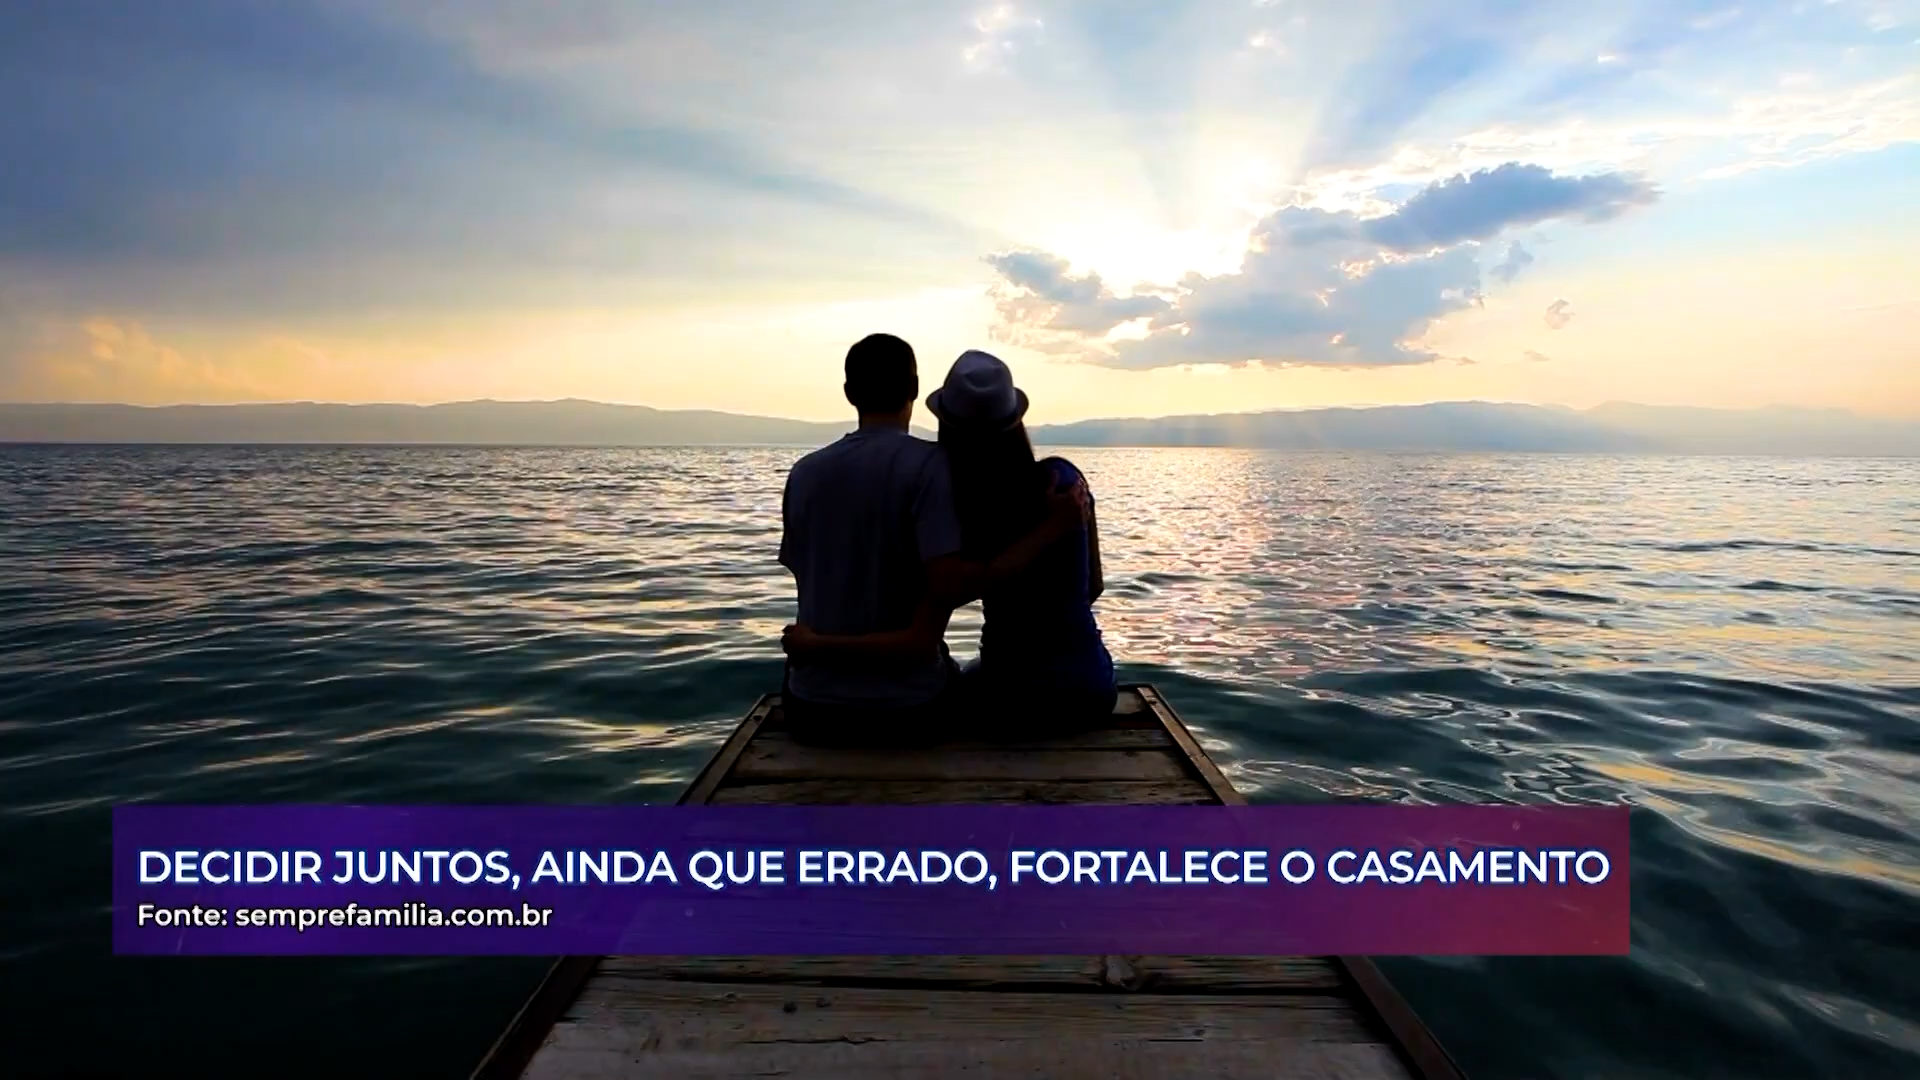 DECIDIR JUNTOS, AINDA QUE ERRADO, FORTALECE O CASAMENTO
Fonte: semprefamilia.com.br